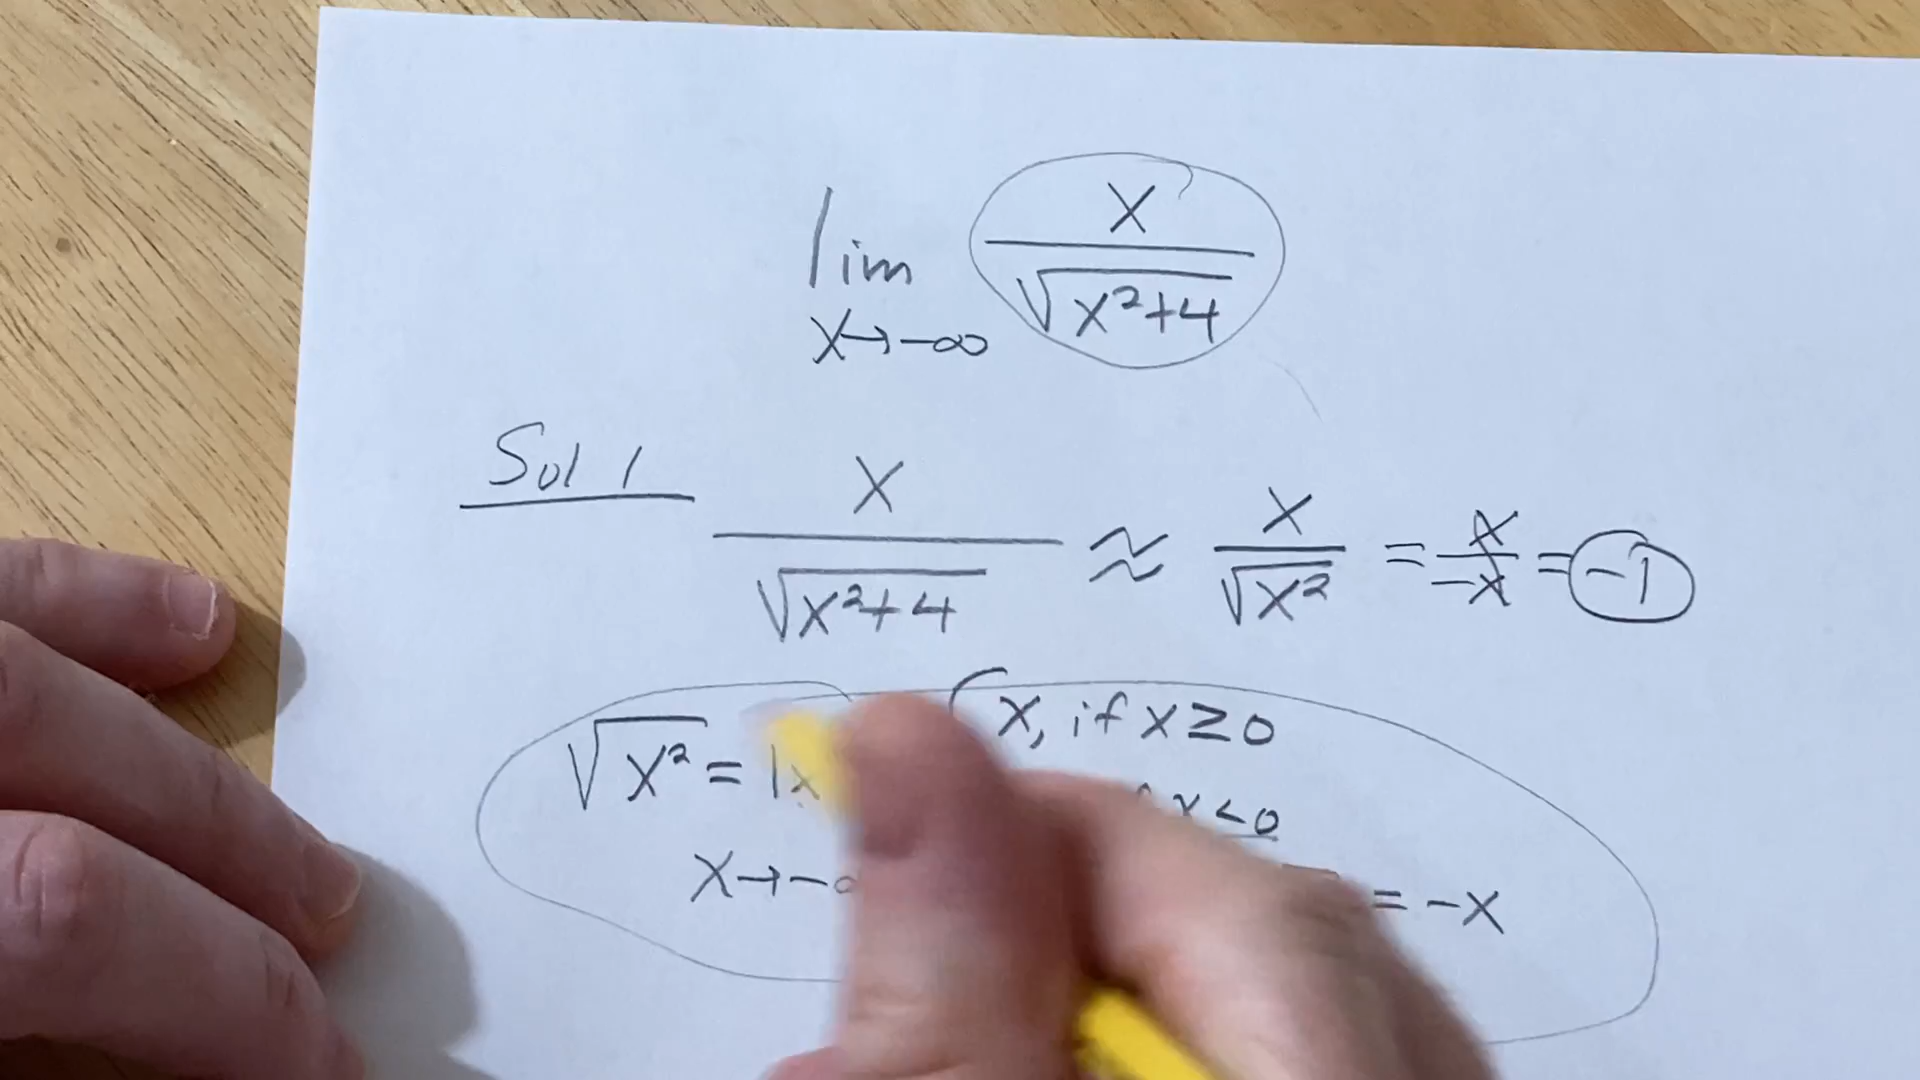 lim x→-∞ x/√(x²+4)
Sol 1 x/√(x²+4) ≈ x/√x² = x/-x = -1
√x² = |x x, if x ≥ 0
x < 0
x→-∞ = -x